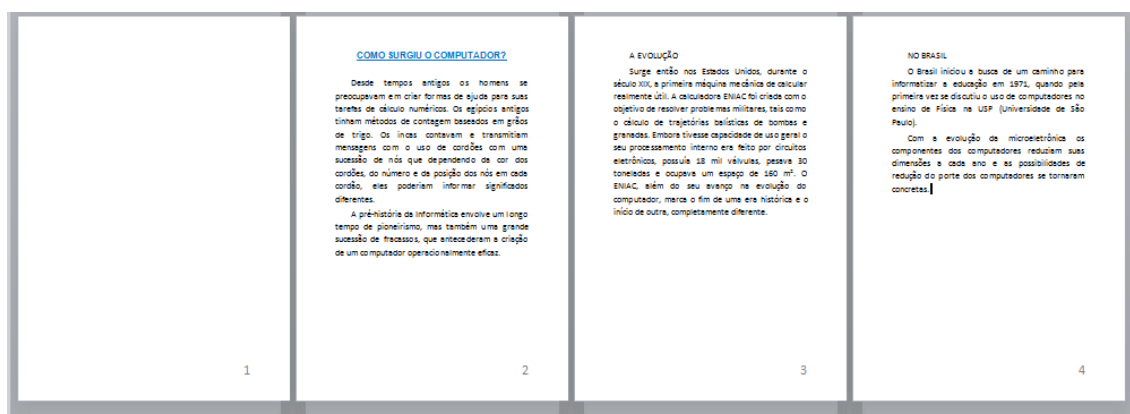 1
COMO SURGIU O COMPUTADOR?
Desde tempos antigos os homens se
preocupavam em criar formas de ajuda para suas
tarefas de cálculo numéricos. Os egípcios antigos
tinham métodos de contagem baseados em grãos
de trigo. Os incas contavam e transmitiam
mensagens com o uso de cordões com uma
sucessão de nós que dependendo da cor dos
cordões, do número e da posição dos nós em cada
cordão, eles poderiam informar significados
diferentes.
A pré-história da informática envolve um longo
tempo de pioneirismo, mas também uma grande
sucessão de fracassos, que antecederam a criação
de um computador operacionalmente eficaz.
2
A EVOLUÇÃO
Surge então nos Estados Unidos, durante o
século XIX, a primeira máquina mecânica de calcular
realmente útil. A calculadora ENIAC foi criada com o
objetivo de resolver problemas militares, tais como
o cálculo de trajetórias balísticas de bombas e
granadas. Embora tivesse capacidade de uso geral o
seu processamento interno era feito por circuitos
eletrônicos, possuía 18 mil válvulas, pesava 30
toneladas e ocupava um espaço de 160 m². O
ENIAC, além do seu avanço na evolução do
computador, marca o fim de uma era histórica e o
início de outra, completamente diferente.
3
NO BRASIL
O Brasil iniciou a busca de um caminho para
informatizar a educação em 1971, quando pela
primeira vez se discutiu o uso de computadores no
ensino de Física na USP (Universidade de São
Paulo).
Com a evolução da microeletrônica os
componentes dos computadores reduziam suas
dimensões a cada ano e as possibilidades de
redução do porte dos computadores se tornaram
concretas.
4